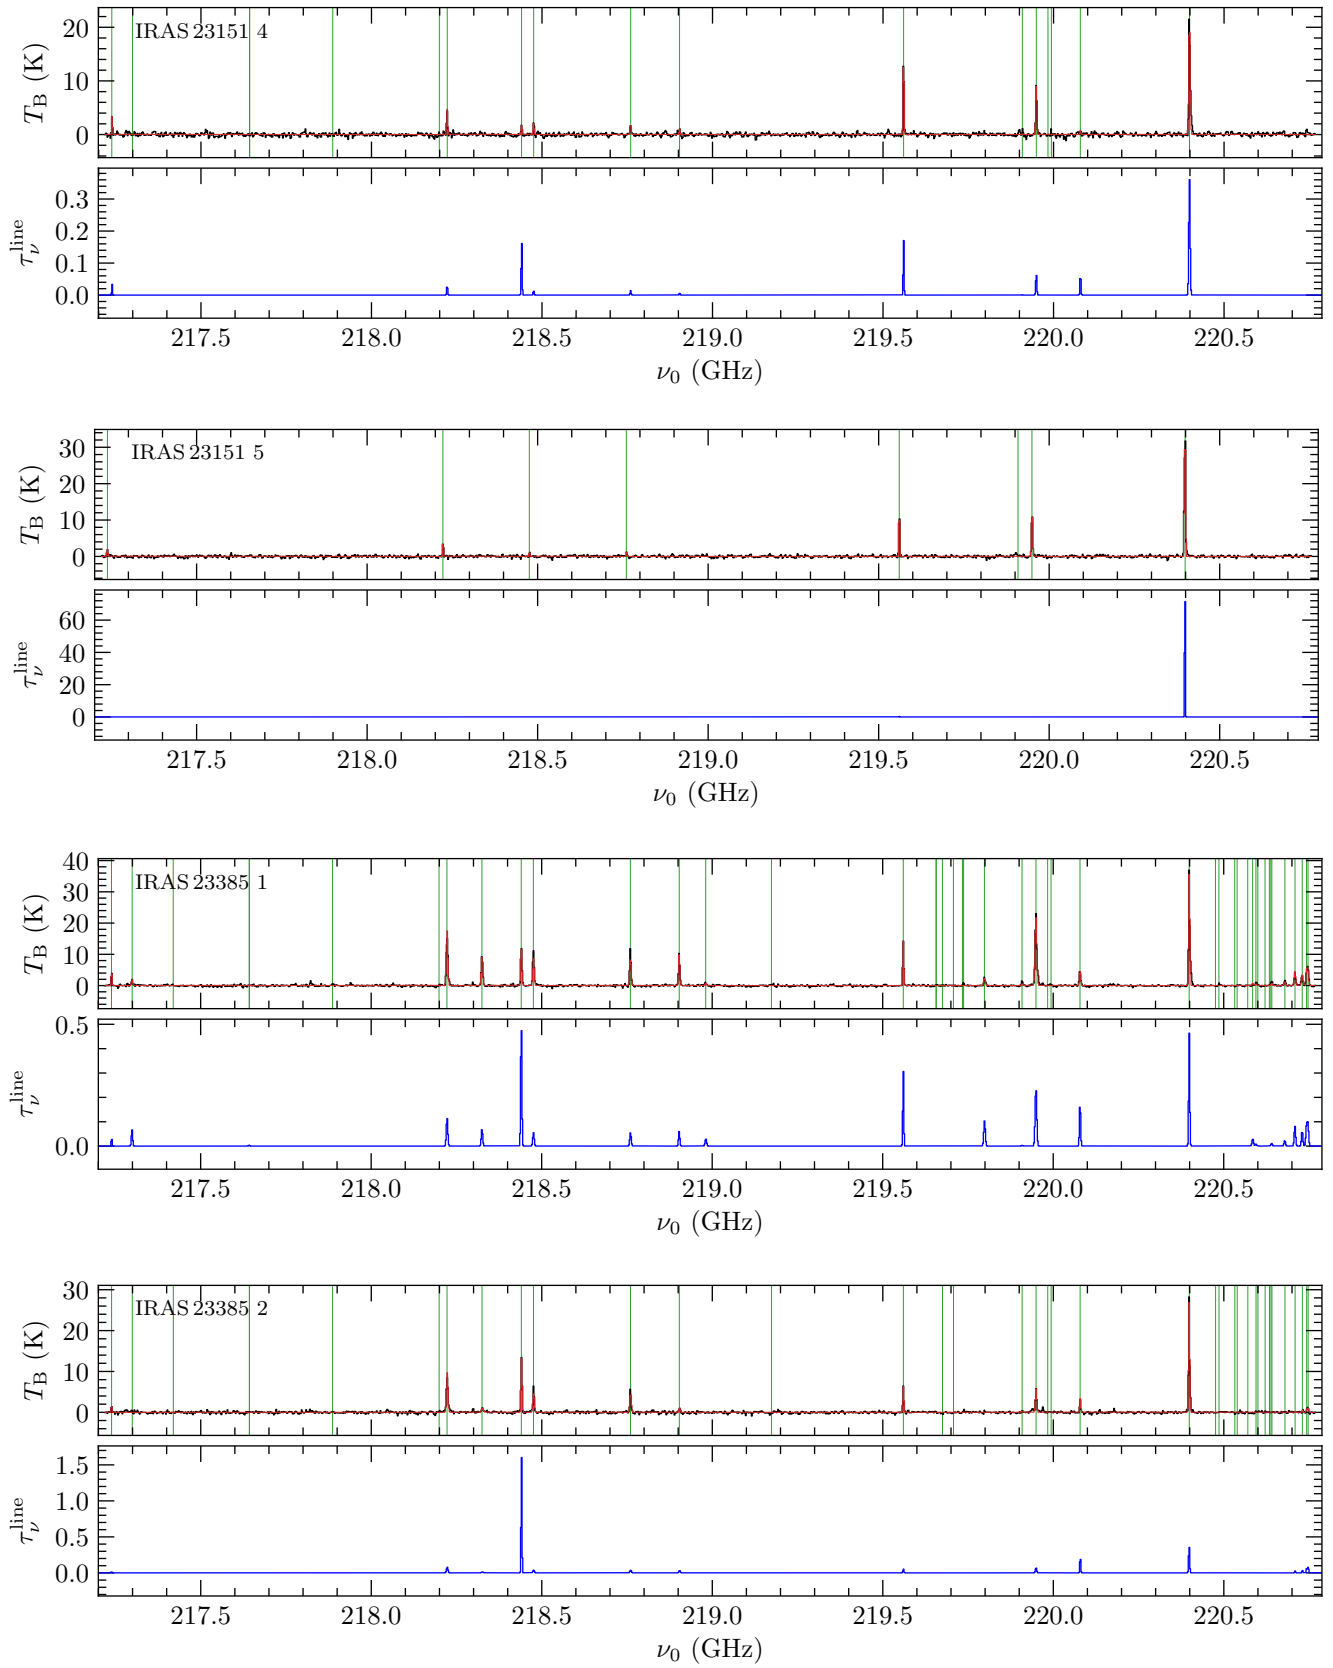 IRAS 23151 4
T_B (K)
20
10
0
τ_ν^line
0.3
0.2
0.1
0.0
217.5 218.0 218.5 219.0 219.5 220.0 220.5
ν_0 (GHz)
IRAS 23151 5
T_B (K)
30
20
10
0
τ_ν^line
60
40
20
0
217.5 218.0 218.5 219.0 219.5 220.0 220.5
ν_0 (GHz)
IRAS 23385 1
T_B (K)
40
30
20
10
0
τ_ν^line
0.5
0.0
217.5 218.0 218.5 219.0 219.5 220.0 220.5
ν_0 (GHz)
IRAS 23385 2
T_B (K)
30
20
10
0
τ_ν^line
1.5
1.0
0.5
0.0
217.5 218.0 218.5 219.0 219.5 220.0 220.5
ν_0 (GHz)